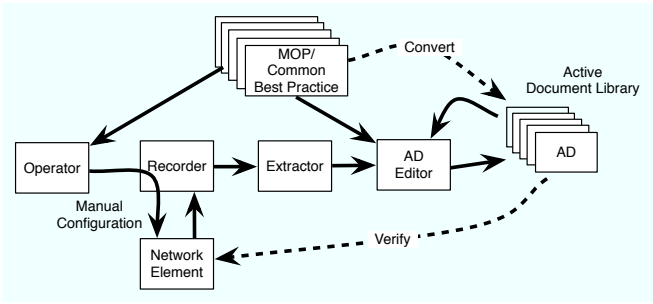 MOP/
Common
Best Practice
Convert
Active
Document Library
Operator
Recorder
Extractor
AD
Editor
AD
Manual
Configuration
Network
Element
Verify